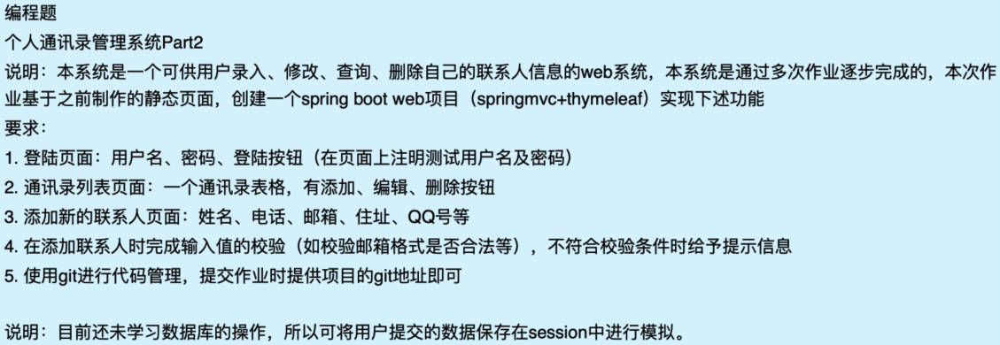 编程题
个人通讯录管理系统Part2
说明：本系统是一个可供用户录入、修改、查询、删除自己的联系人信息的web系统，本系统是通过多次作业逐步完成的，本次作
业基于之前制作的静态页面，创建一个spring boot web项目（springmvc+thymeleaf）实现下述功能
要求：
1. 登陆页面：用户名、密码、登陆按钮（在页面上注明测试用户名及密码）
2. 通讯录列表页面：一个通讯录表格，有添加、编辑、删除按钮
3. 添加新的联系人页面：姓名、电话、邮箱、住址、QQ号等
4. 在添加联系人时完成输入值的校验（如校验邮箱格式是否合法等），不符合校验条件时给予提示信息
5. 使用git进行代码管理，提交作业时提供项目的git地址即可
说明：目前还未学习数据库的操作，所以可将用户提交的数据保存在session中进行模拟。